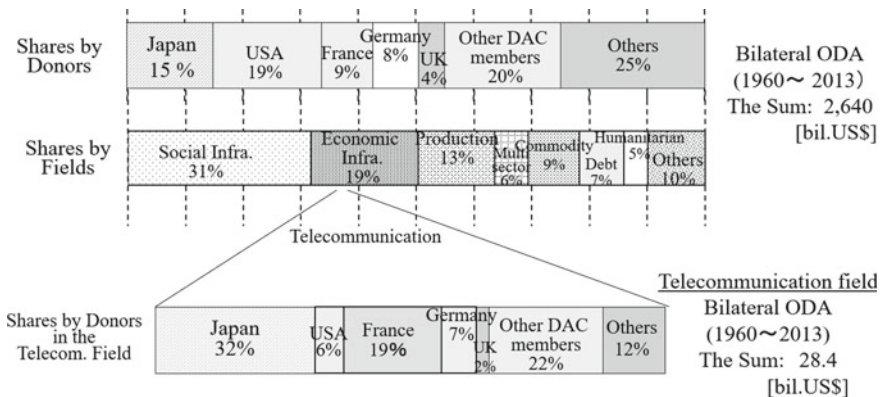 Shares by
Donors
Japan
15 %
USA
19%
France
9%
Germany
8%
UK
4%
Other DAC
members
20%
Others
25%
Bilateral ODA
(1960～2013)
The Sum: 2,640
[bil.US$]
Shares by
Fields
Social Infra.
31%
Economic
Infra.
19%
Production
13%
Multi
sector
6%
Commodity
9%
Debt
7%
Humanitarian
5%
Others
10%
Telecommunication
Shares by Donors
in the
Telecom. Field
Japan
32%
USA
6%
France
19%
Germany
7%
UK
2%
Other DAC
members
22%
Others
12%
Telecommunication field
Bilateral ODA
(1960～2013)
The Sum: 28.4
[bil.US$]